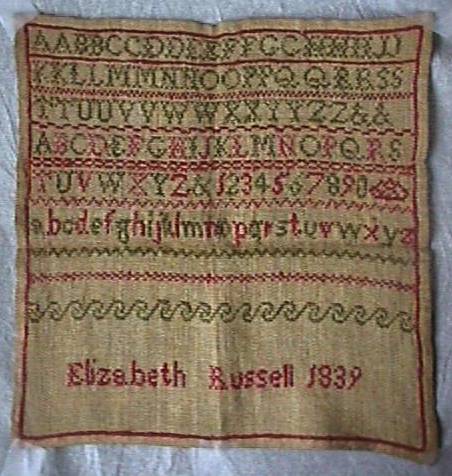 AABBCCDDEEFFGGHHIIJJ
KKLLMMNNOOPPQQRRSS
TTUUVVWWXXYYZZ&&
ABCDEFGHIJKLMNOPQRS
TUVWXYZ&1234567890
abcdefghijklmnopqrstuvwxyz
Elizabeth Russell 1839